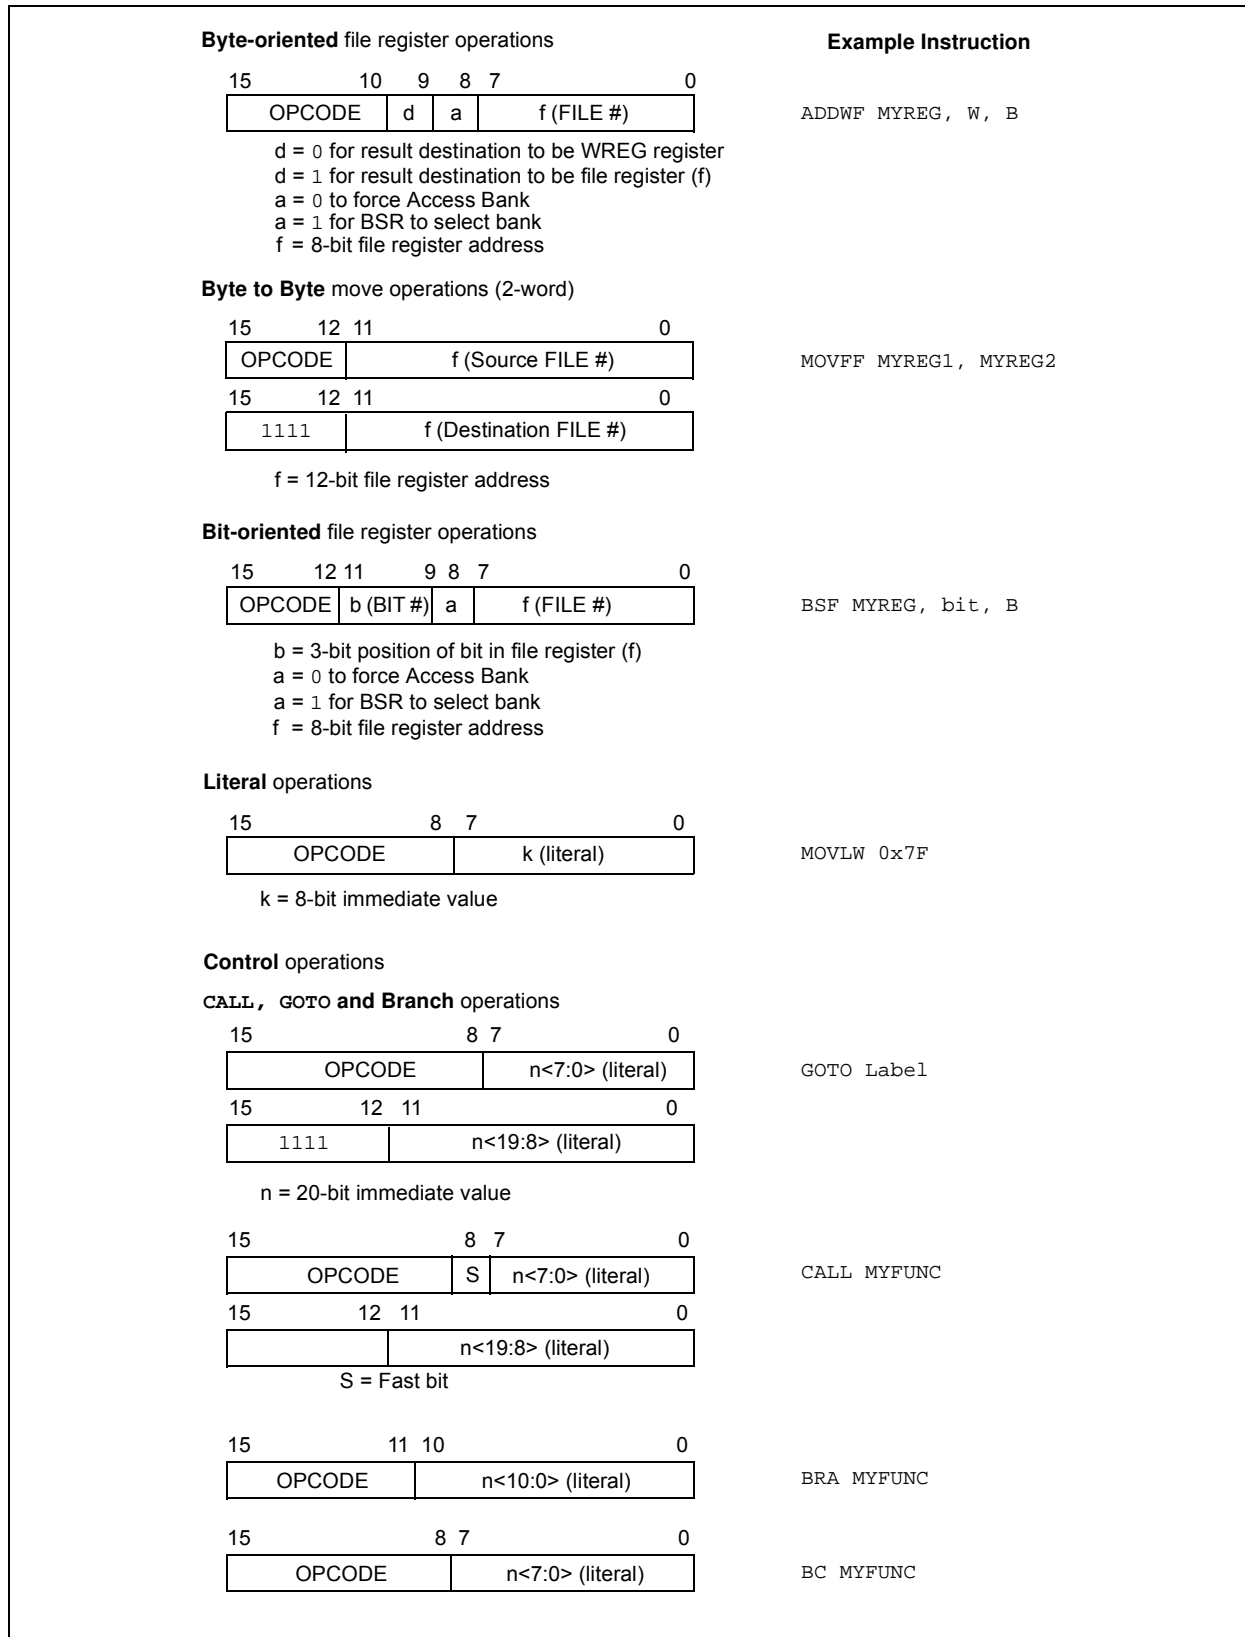 Byte-oriented file register operations Example Instruction
15 10 9 8 7 0
OPCODE d a f (FILE #) ADDWF MYREG, W, B
d = 0 for result destination to be WREG register
d = 1 for result destination to be file register (f)
a = 0 to force Access Bank
a = 1 for BSR to select bank
f = 8-bit file register address
Byte to Byte move operations (2-word)
15 12 11 0
OPCODE f (Source FILE #) MOVFF MYREG1, MYREG2
15 12 11 0
1111 f (Destination FILE #)
f = 12-bit file register address
Bit-oriented file register operations
15 12 11 9 8 7 0
OPCODE b (BIT #) a f (FILE #) BSF MYREG, bit, B
b = 3-bit position of bit in file register (f)
a = 0 to force Access Bank
a = 1 for BSR to select bank
f = 8-bit file register address
Literal operations
15 8 7 0
OPCODE k (literal) MOVLW 0x7F
k = 8-bit immediate value
Control operations
CALL, GOTO and Branch operations
15 8 7 0
OPCODE n<7:0> (literal) GOTO Label
15 12 11 0
1111 n<19:8> (literal)
n = 20-bit immediate value
15 8 7 0
OPCODE S n<7:0> (literal) CALL MYFUNC
15 12 11 0
n<19:8> (literal)
S = Fast bit
15 11 10 0
OPCODE n<10:0> (literal) BRA MYFUNC
15 8 7 0
OPCODE n<7:0> (literal) BC MYFUNC